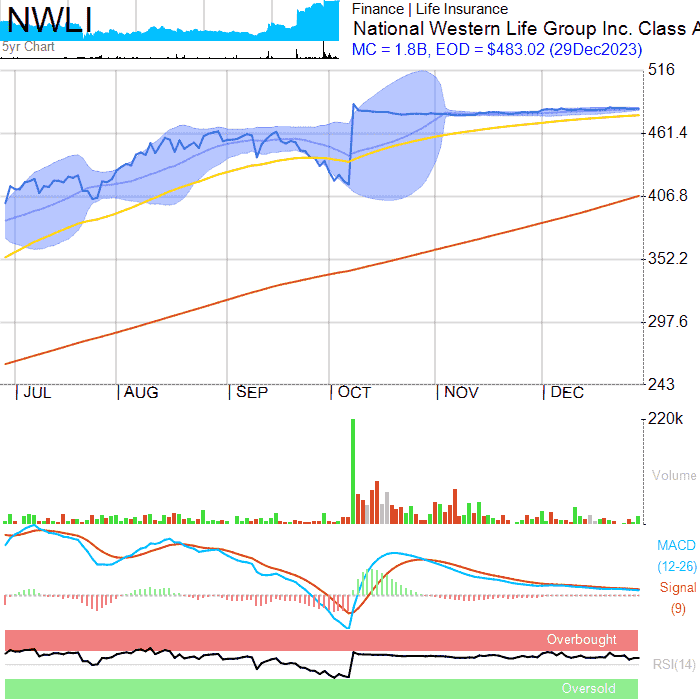 NWLI
5yr Chart
Finance | Life Insurance
National Western Life Group Inc. Class A
MC = 1.8B, EOD = $483.02 (29Dec2023)
516
461.4
406.8
352.2
297.6
243
JUL AUG SEP OCT NOV DEC
220k
Volume
MACD
(12-26)
Signal
(9)
Overbought
RSI(14)
Oversold